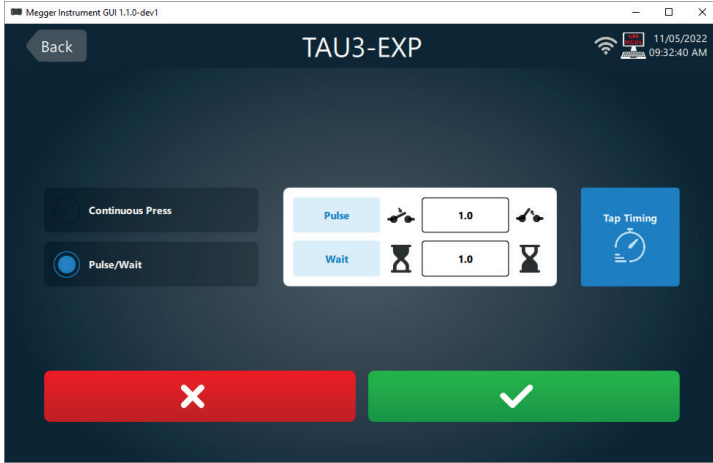 Megger Instrument GUI 1.1.0-dev1
Back
TAU3-EXP
11/05/2022
09:32:40 AM
Continuous Press
Pulse
1.0
Tap Timing
Pulse/Wait
Wait
1.0